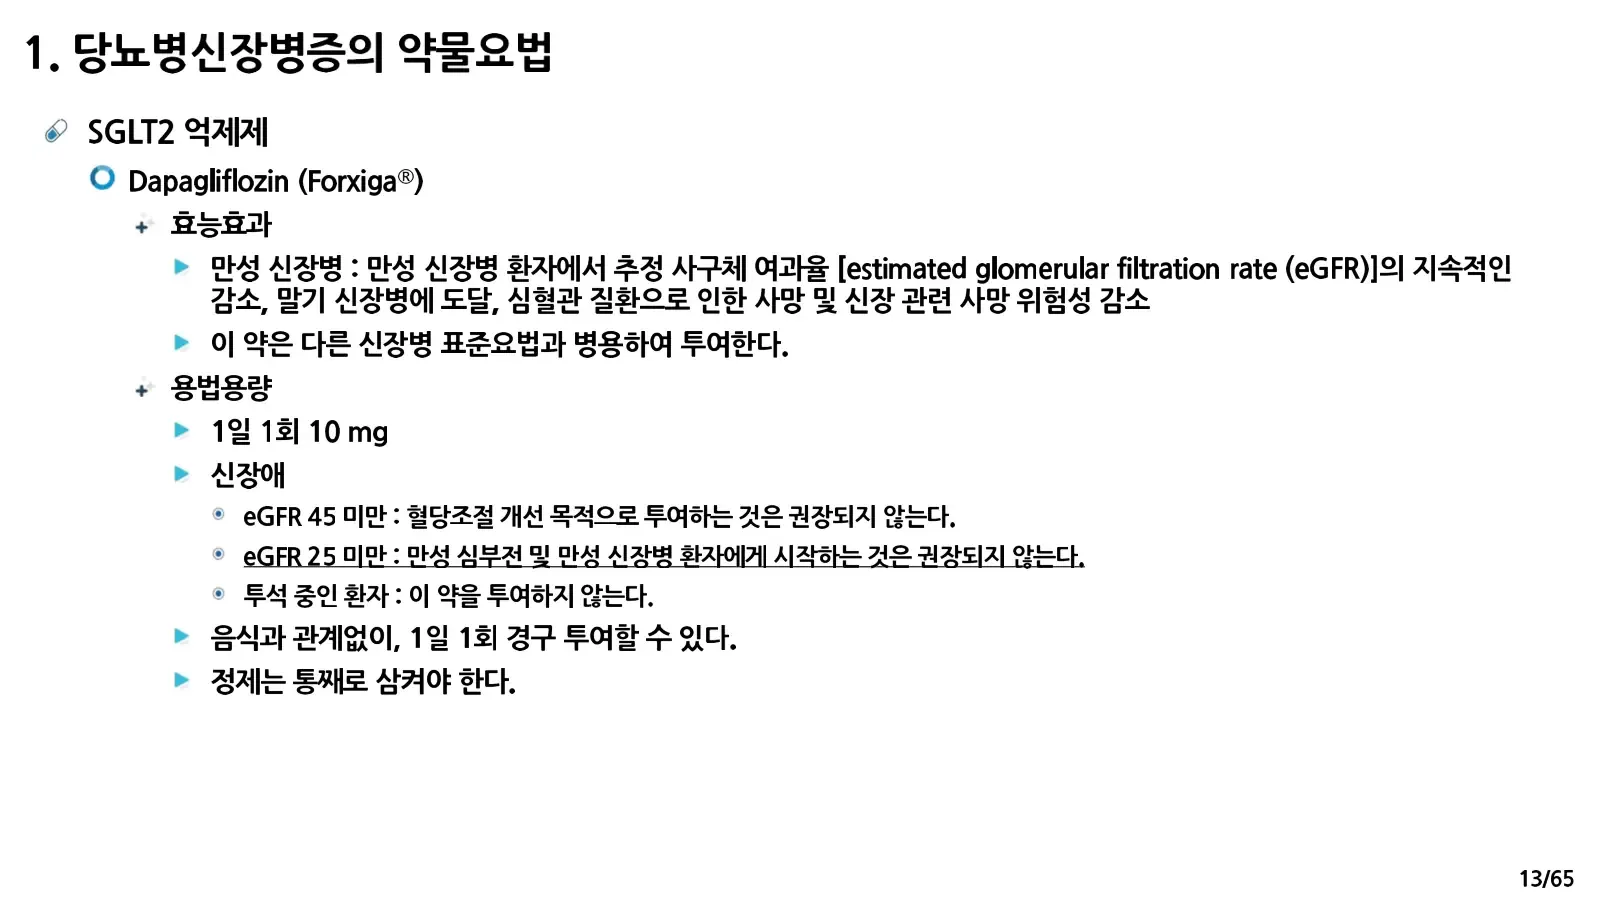 1. 당뇨병신장병증의 약물요법
SGLT2 억제제
Dapagliflozin (Forxiga®)
효능효과
만성 신장병 : 만성 신장병 환자에서 추정 사구체 여과율 [estimated glomerular filtration rate (eGFR)]의 지속적인
감소, 말기 신장병에 도달, 심혈관 질환으로 인한 사망 및 신장 관련 사망 위험성 감소
이 약은 다른 신장병 표준요법과 병용하여 투여한다.
용법용량
1일 1회 10 mg
신장애
eGFR 45 미만 : 혈당조절 개선 목적으로 투여하는 것은 권장되지 않는다.
eGFR 25 미만 : 만성 심부전 및 만성 신장병 환자에게 시작하는 것은 권장되지 않는다.
투석 중인 환자 : 이 약을 투여하지 않는다.
음식과 관계없이, 1일 1회 경구 투여할 수 있다.
정제는 통째로 삼켜야 한다.
13/65